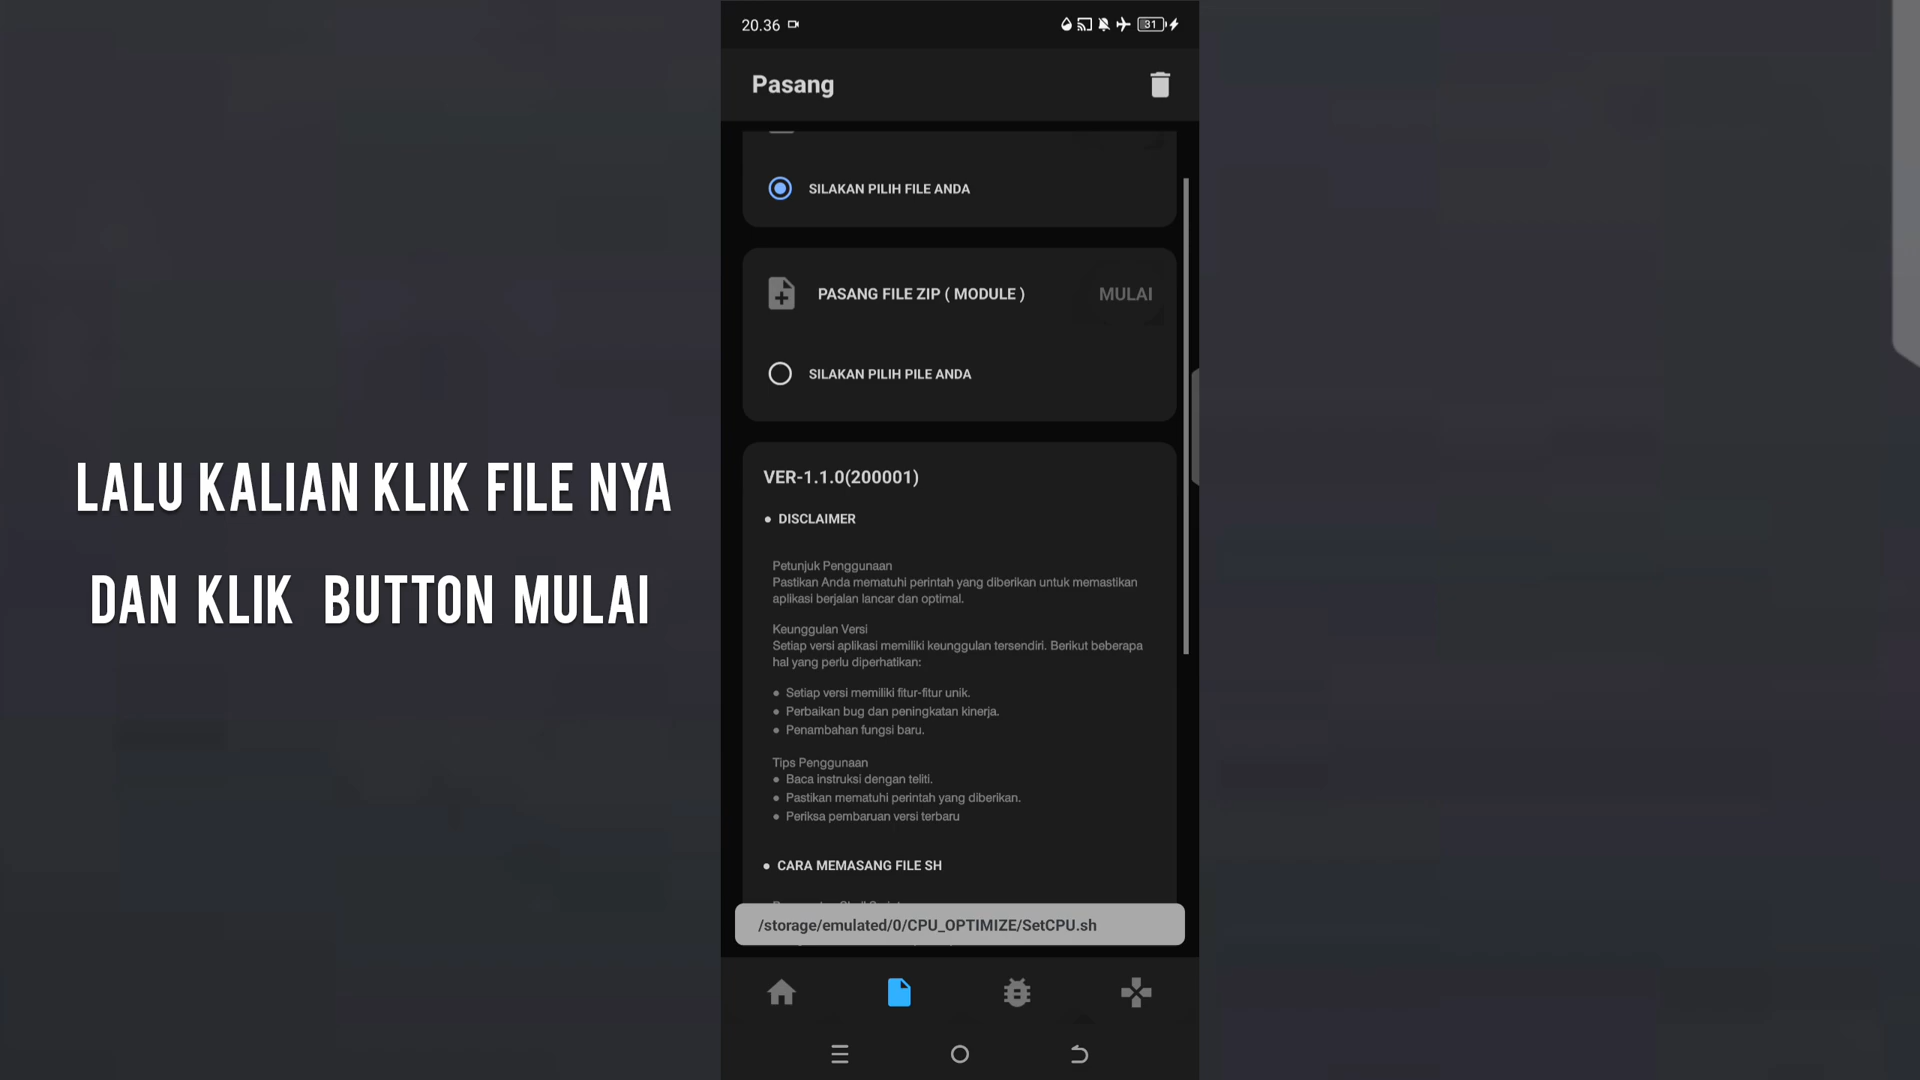 20.36
31
Pasang
SILAKAN PILIH FILE ANDA
PASANG FILE ZIP ( MODULE )
MULAI
SILAKAN PILIH PILE ANDA
LALU KALIAN KLIK FILE NYA
DAN KLIK BUTTON MULAI
VER-1.1.0(200001)
● DISCLAIMER
Petunjuk Penggunaan
Pastikan Anda mematuhi perintah yang diberikan untuk memastikan
aplikasi berjalan lancar dan optimal.
Keunggulan Versi
Setiap versi aplikasi memiliki keunggulan tersendiri. Berikut beberapa
hal yang perlu diperhatikan:
● Setiap versi memiliki fitur-fitur unik.
● Perbaikan bug dan peningkatan kinerja.
● Penambahan fungsi baru.
Tips Penggunaan
● Baca instruksi dengan teliti.
● Pastikan mematuhi perintah yang diberikan.
● Periksa pembaruan versi terbaru
● CARA MEMASANG FILE SH
/storage/emulated/0/CPU_OPTIMIZE/SetCPU.sh